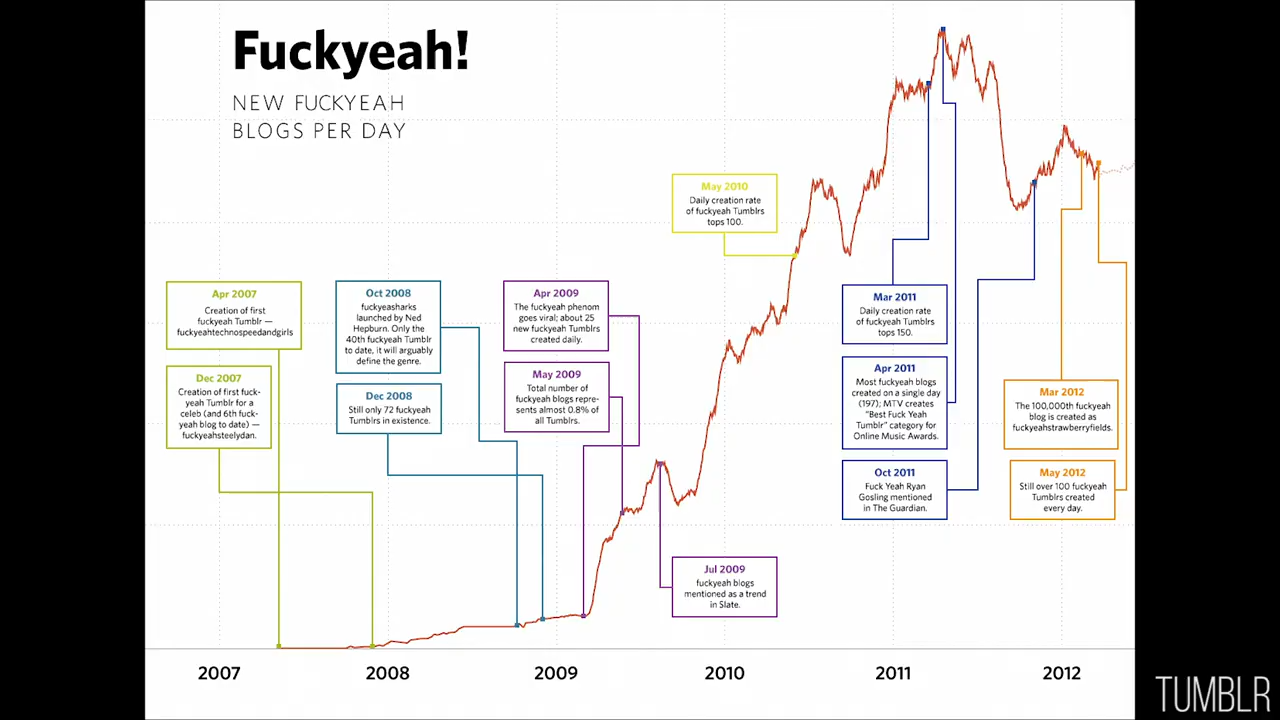 Fuckyeah!
NEW FUCKYEAH
BLOGS PER DAY
Apr 2007
Creation of first
fuckyeah Tumblr —
fuckyeahtechnospeedandgirls
Dec 2007
Creation of first fuck-
yeah Tumblr for a
celeb (and 6th fuck-
yeah blog to date) —
fuckyeahsteelydan.
Oct 2008
fuckyeasharks
launched by Ned
Hepburn. Only the
40th fuckyeah Tumblr
to date, it will arguably
define the genre.
Dec 2008
Still only 72 fuckyeah
Tumblrs in existence.
Apr 2009
The fuckyeah phenom
goes viral; about 25
new fuckyeah Tumblrs
created daily.
May 2009
Total number of
fuckyeah blogs repre-
sents almost 0.8% of
all Tumblrs.
Jul 2009
fuckyeah blogs
mentioned as a trend
in Slate.
May 2010
Daily creation rate
of fuckyeah Tumblrs
tops 100.
Mar 2011
Daily creation rate
of fuckyeah Tumblrs
tops 150.
Apr 2011
Most fuckyeah blogs
created on a single day
(197); MTV creates
"Best Fuck Yeah
Tumblr" category for
Online Music Awards.
Oct 2011
Fuck Yeah Ryan
Gosling mentioned
in The Guardian.
Mar 2012
The 100,000th fuckyeah
blog is created as
fuckyeahstrawberryfields.
May 2012
Still over 100 fuckyeah
Tumblrs created
every day.
2007 2008 2009 2010 2011 2012
TUMBLR